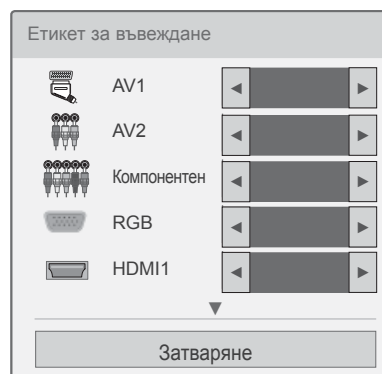 Етикет за въвеждане
AV1
AV2
Компонентен
RGB
HDMI1
Затваряне